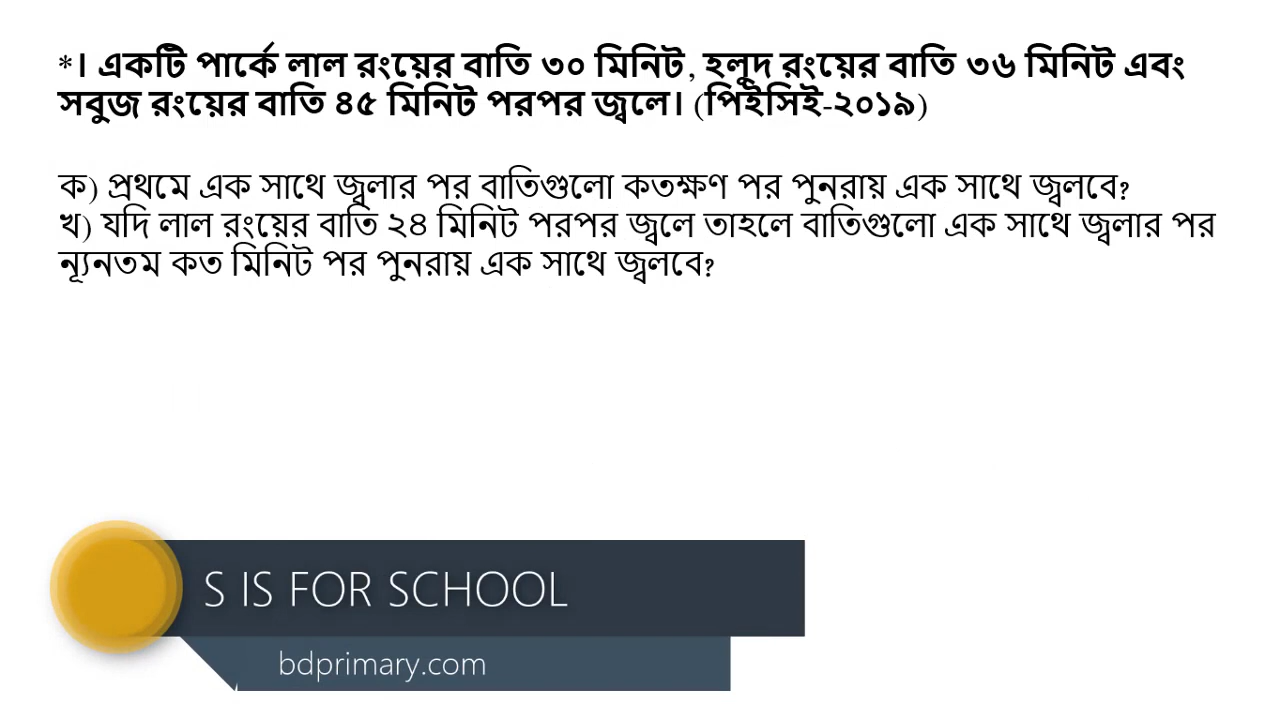 *। একটি পার্কে লাল রংয়ের বাতি ৩০ মিনিট, হলুদ রংয়ের বাতি ৩৬ মিনিট এবং
সবুজ রংয়ের বাতি ৪৫ মিনিট পরপর জ্বলে। (পিইসিই-২০১৯)
ক) প্রথমে এক সাথে জ্বলার পর বাতিগুলো কতক্ষণ পর পুনরায় এক সাথে জ্বলবে?
খ) যদি লাল রংয়ের বাতি ২৪ মিনিট পরপর জ্বলে তাহলে বাতিগুলো এক সাথে জ্বলার পর
ন্যূনতম কত মিনিট পর পুনরায় এক সাথে জ্বলবে?
S IS FOR SCHOOL
bdprimary.com